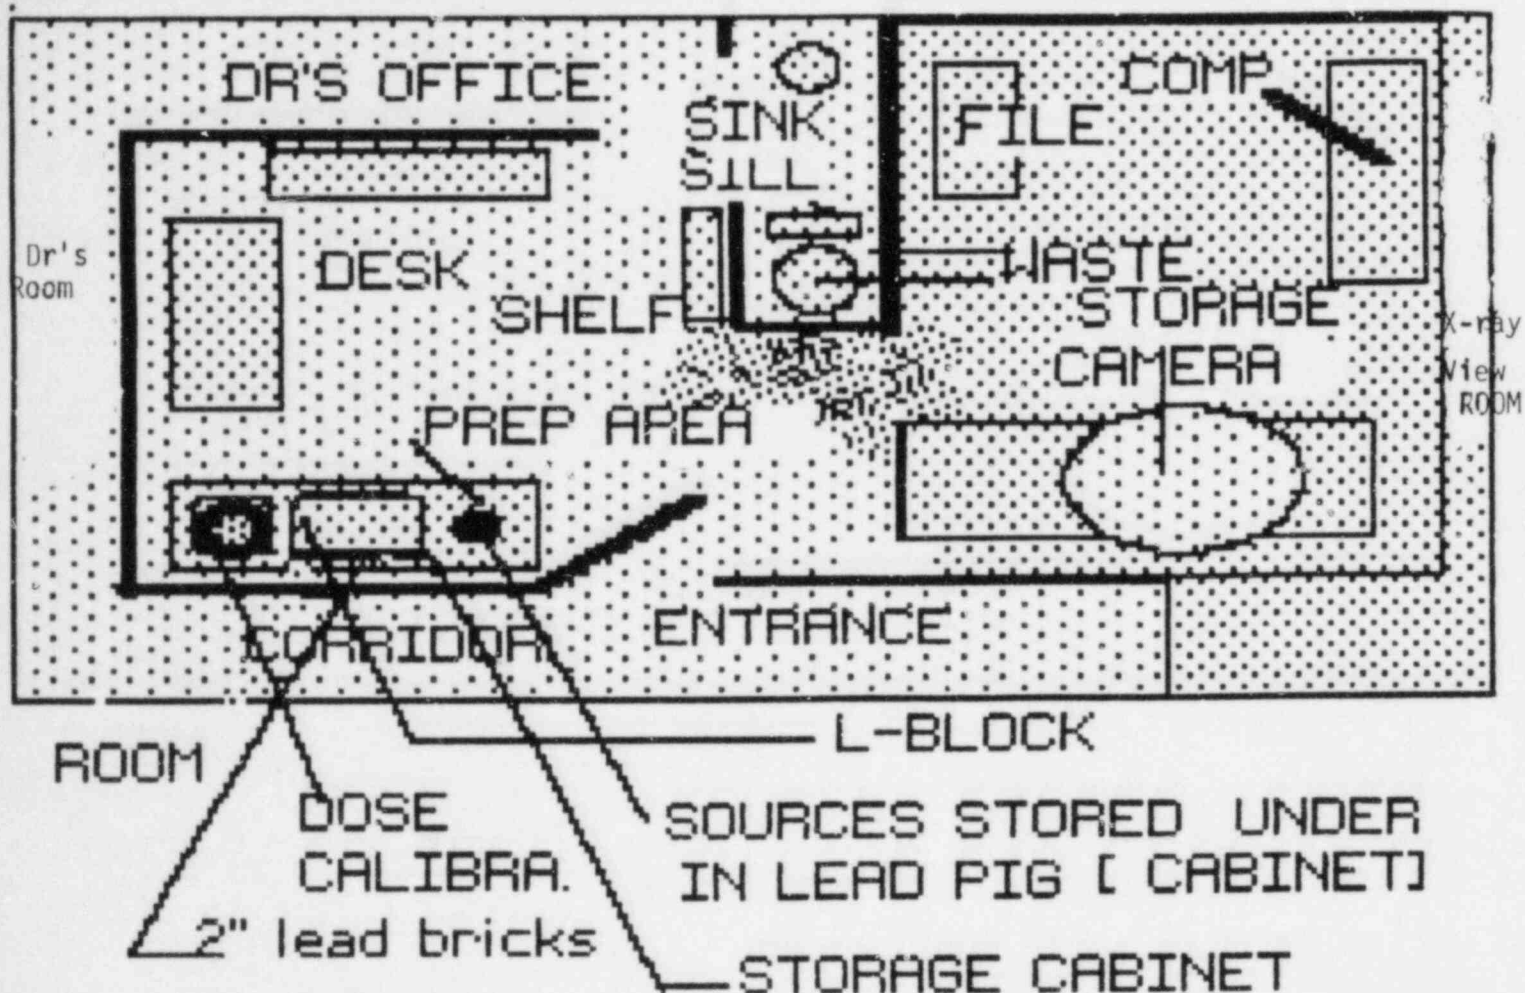 DR'S OFFICE
SINK
SILL
FILE
COMP
Dr's
Room
DESK
SHELF
WASTE
STORAGE
CAMERA
X-ray
View
ROOM
PREP AREA
CORRIDOR
ENTRANCE
ROOM
L-BLOCK
DOSE
CALIBRA.
SOURCES STORED UNDER
IN LEAD PIG [ CABINET]
2" lead bricks
STORAGE CABINET